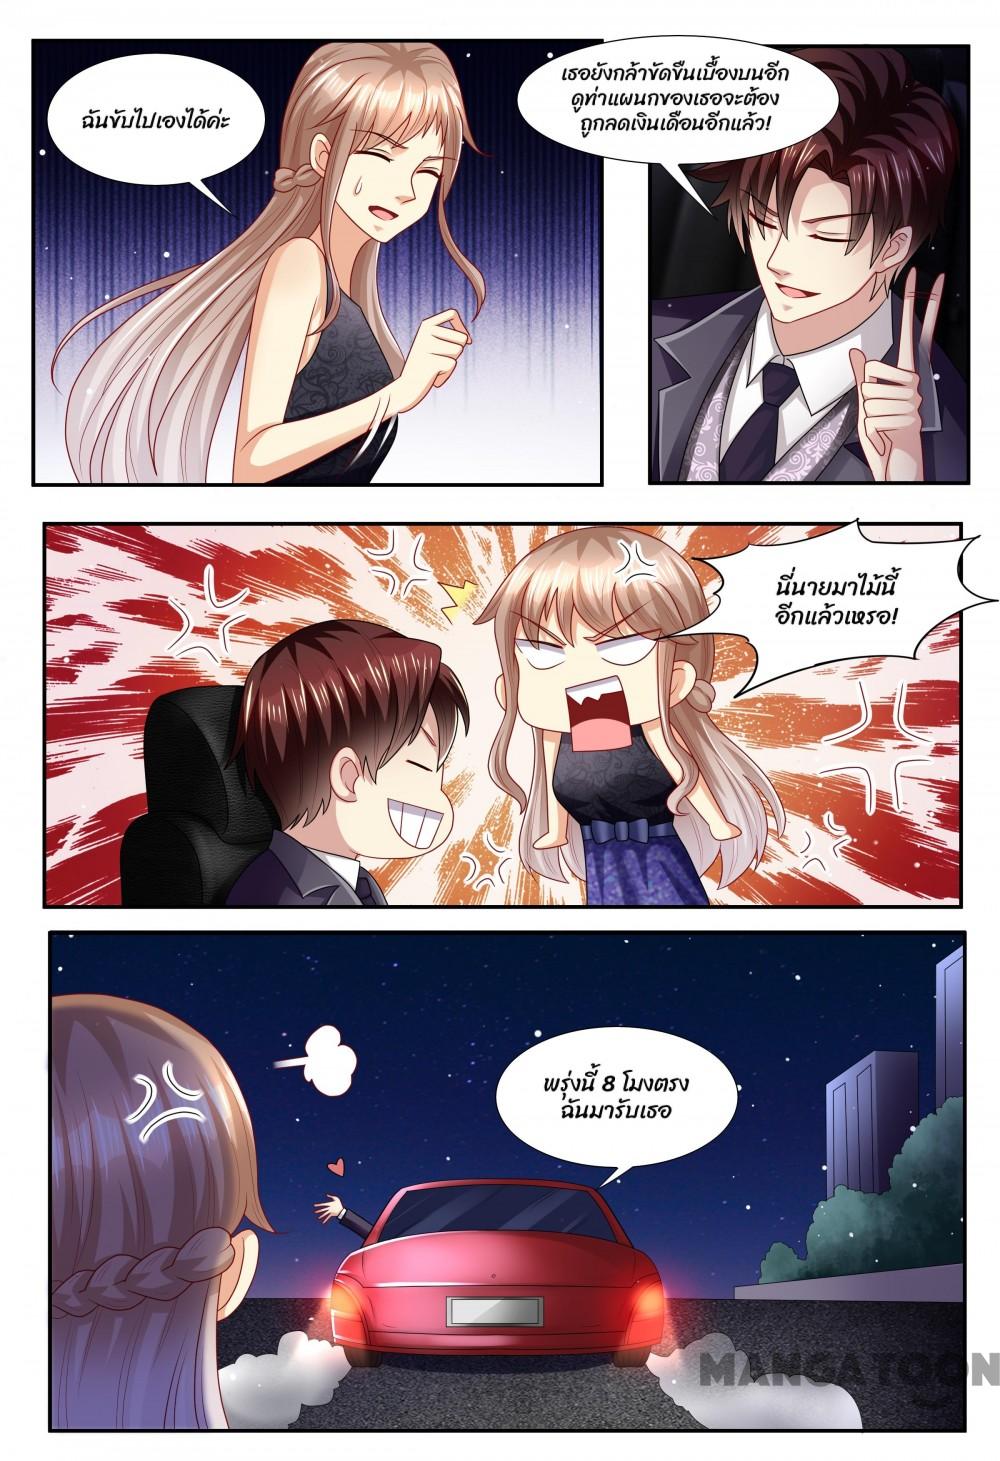 ฉันขับไปเองได้ค่ะ
เธอยังกล้าขัดขืนเบื้องบนอีก
ดูท่าแผนกของเธอจะต้อง
ถูกลดเงินเดือนอีกแล้ว!
นี่นายมาไม้นี้
อีกแล้วเหรอ!
พรุ่งนี้ 8 โมงตรง
ฉันมารับเธอ
MANGATOON